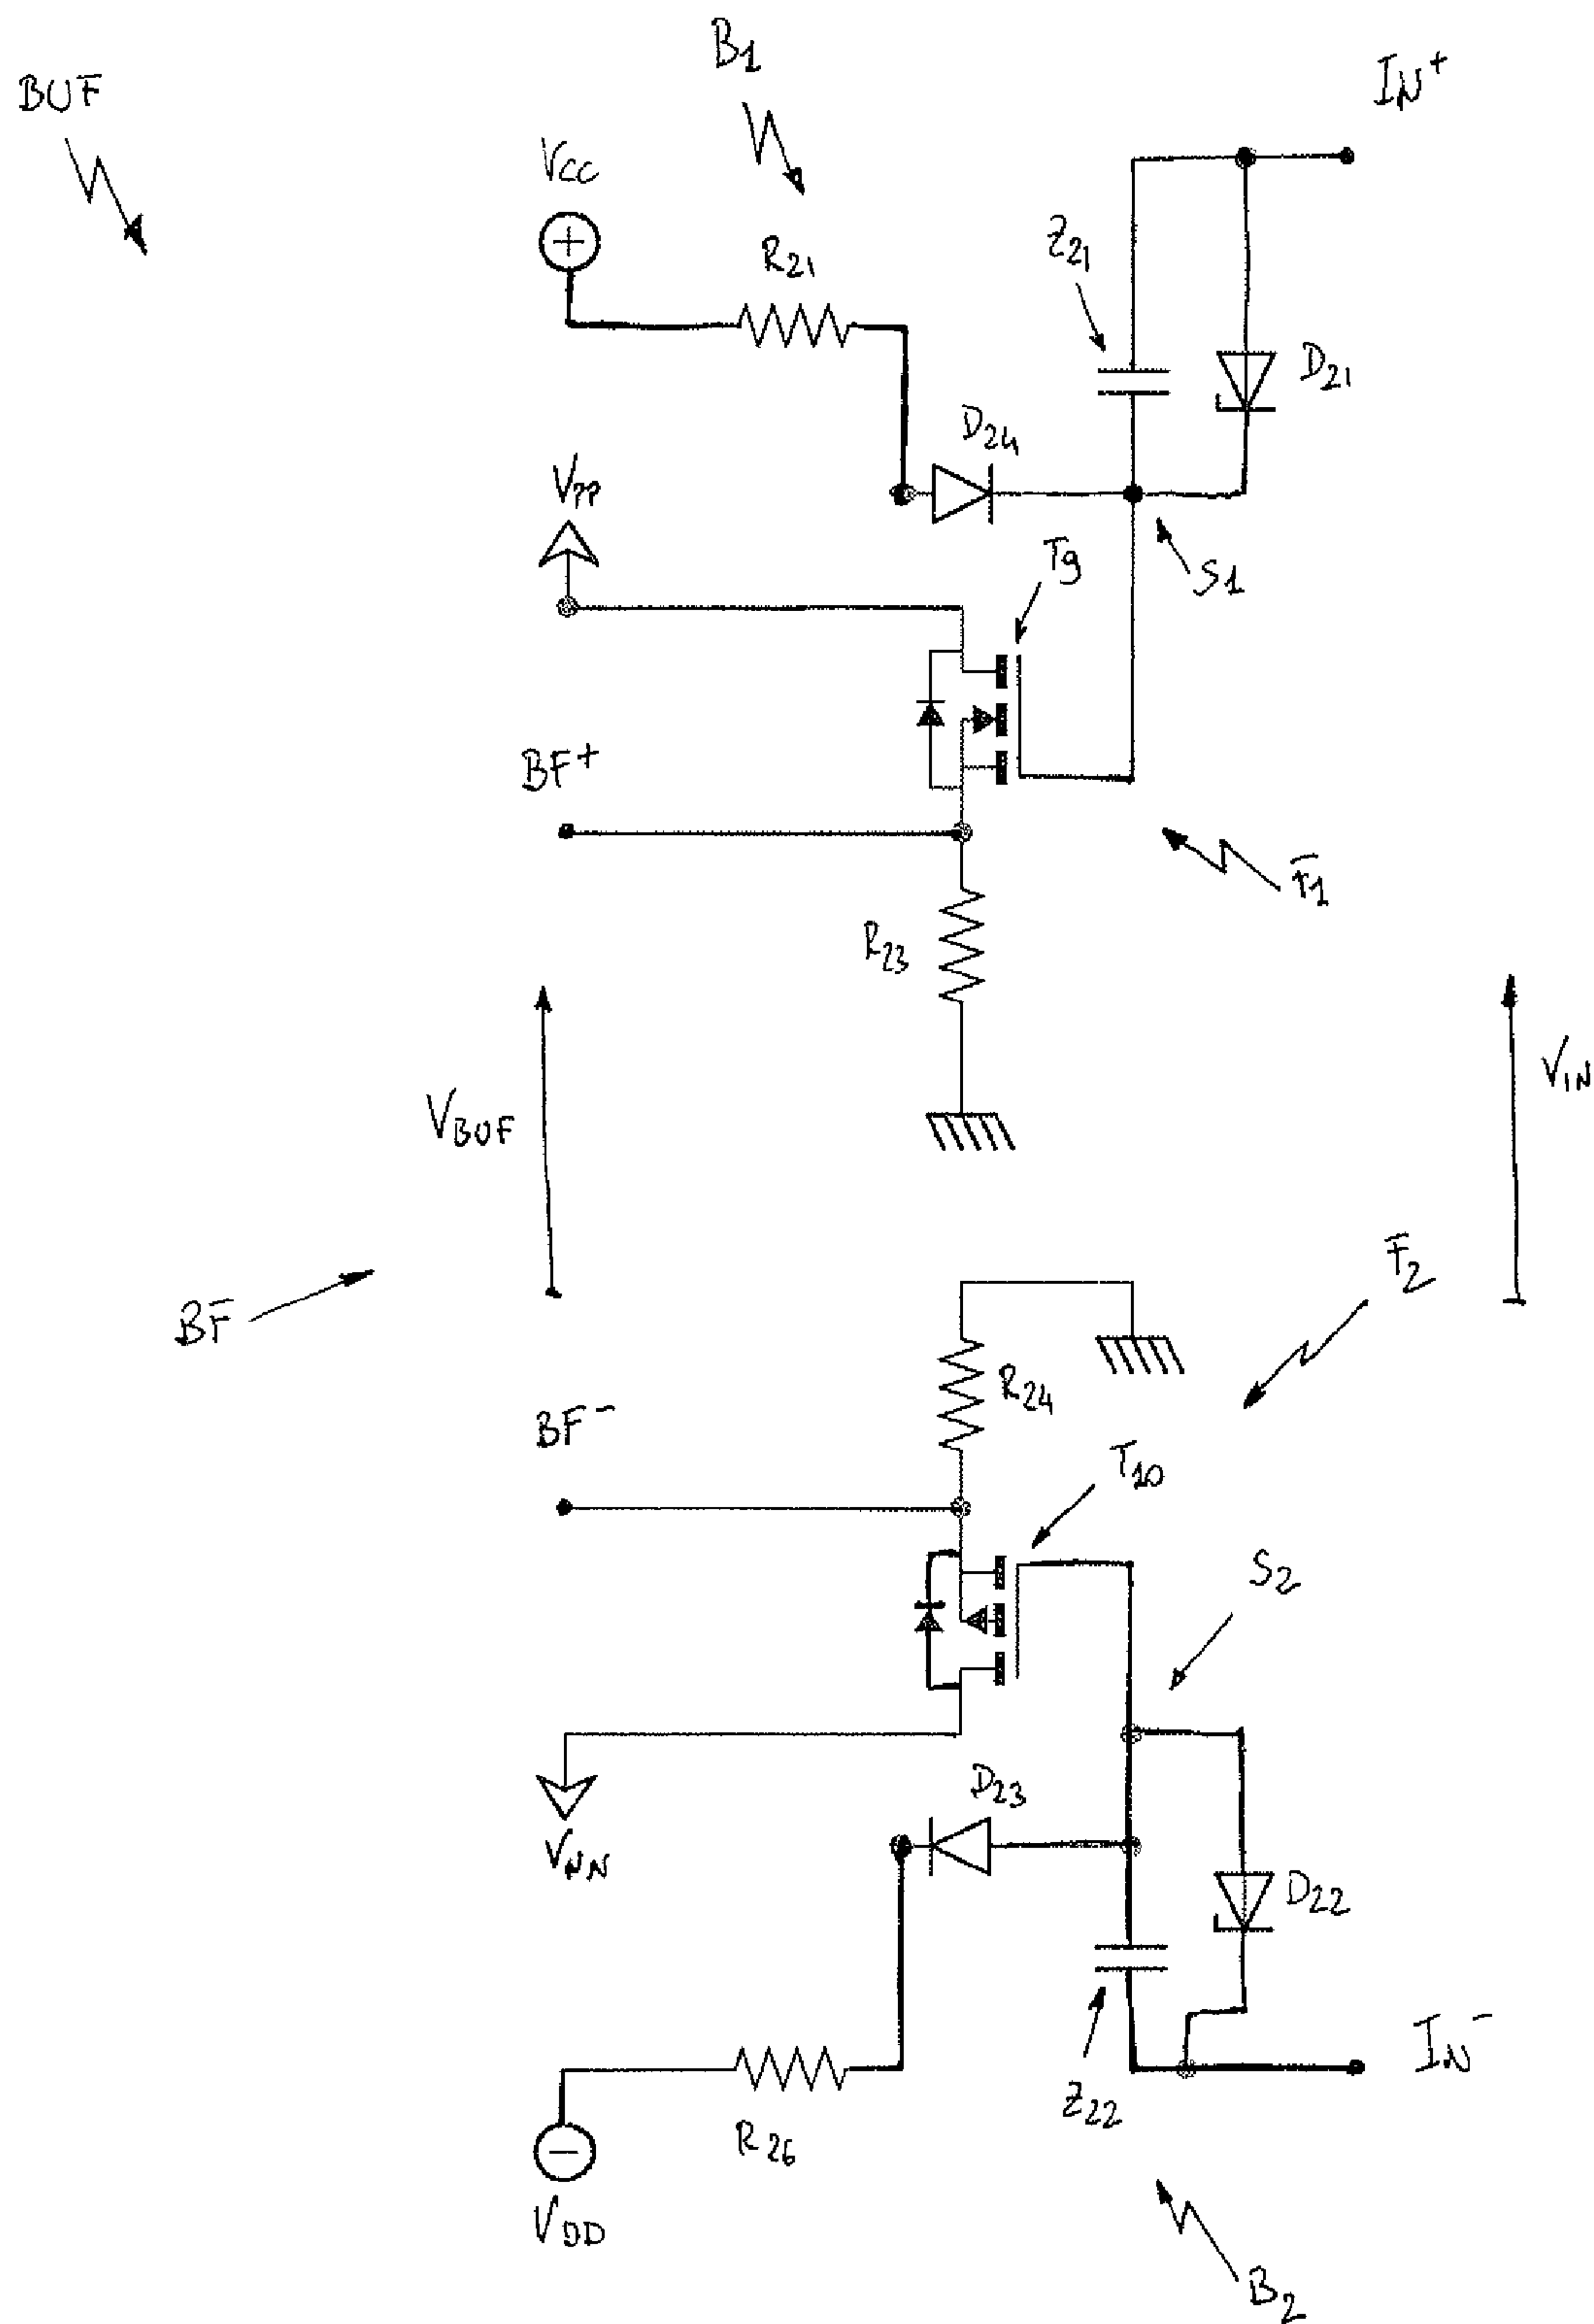 BUF
B1
IN+
VCC
R21
Z21
D21
D24
VPP
T9
S1
BF+
F1
R23
VBUF
VIN
F2
BF
R24
BF-
T10
S2
D23
VNN
D22
Z22
IN-
R26
VDD
B2